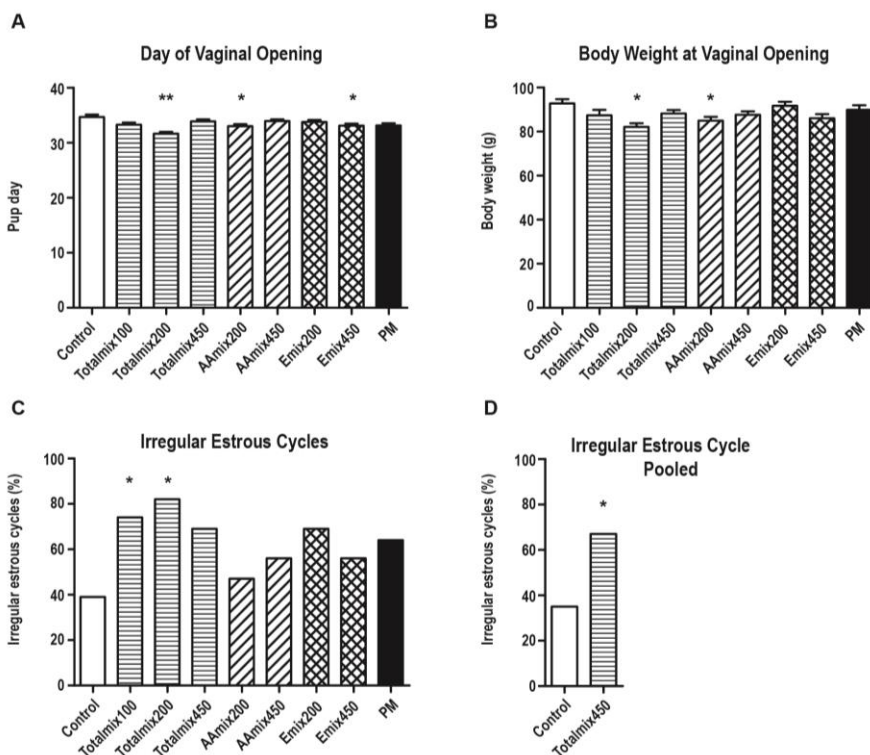 A
Day of Vaginal Opening
40
30
20
10
0
Pup day
** * *
Control
Totalmix100
Totalmix200
Totalmix450
AAmix200
AAmix450
Emix200
Emix450
PM
B
Body Weight at Vaginal Opening
100
80
60
40
20
0
Body weight (g)
* *
Control
Totalmix100
Totalmix200
Totalmix450
AAmix200
AAmix450
Emix200
Emix450
PM
C
Irregular Estrous Cycles
100
80
60
40
20
0
Irregular estrous cycles (%)
* *
Control
Totalmix100
Totalmix200
Totalmix450
AAmix200
AAmix450
Emix200
Emix450
PM
D
Irregular Estrous Cycle
Pooled
100
80
60
40
20
0
Irregular estrous cycles (%)
*
Control
Totalmix450